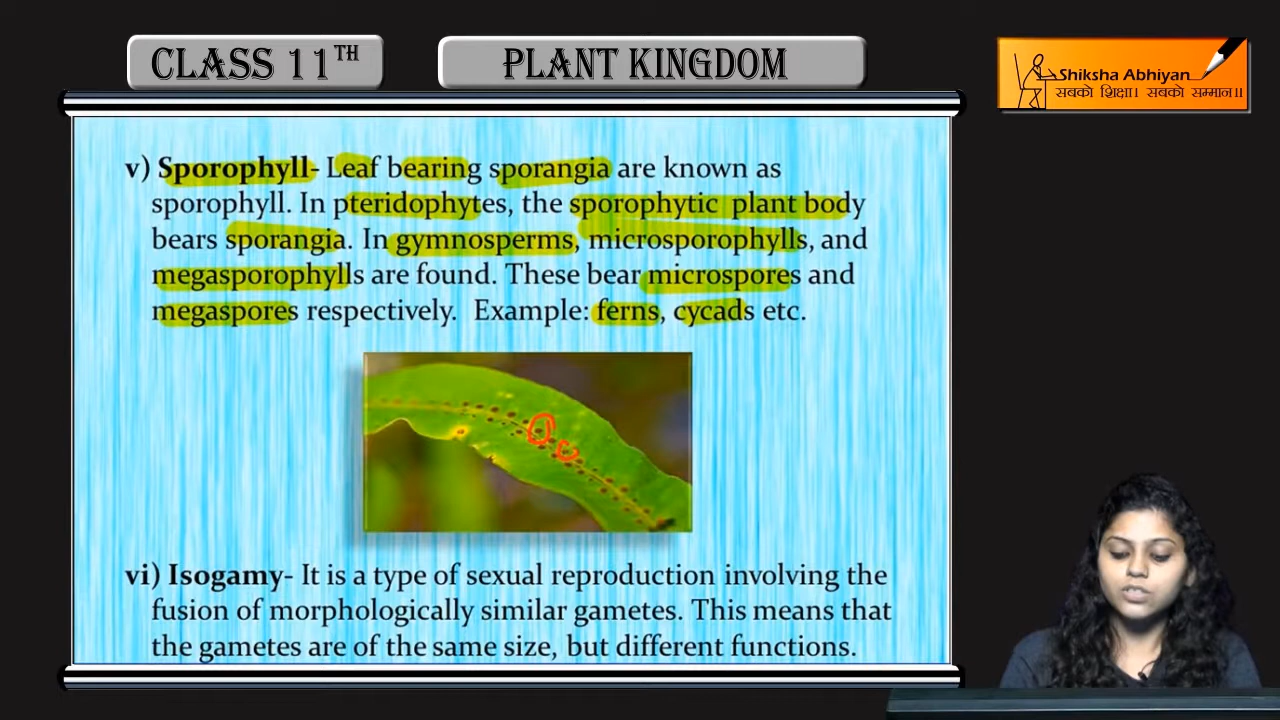 CLASS 11TH
PLANT KINGDOM
Shiksha Abhiyan
सबको शिक्षा। सबको सम्मान।।
v) Sporophyll- Leaf bearing sporangia are known as
sporophyll. In pteridophytes, the sporophytic plant body
bears sporangia. In gymnosperms, microsporophylls, and
megasporophylls are found. These bear microspores and
megaspores respectively. Example: ferns, cycads etc.
vi) Isogamy- It is a type of sexual reproduction involving the
fusion of morphologically similar gametes. This means that
the gametes are of the same size, but different functions.